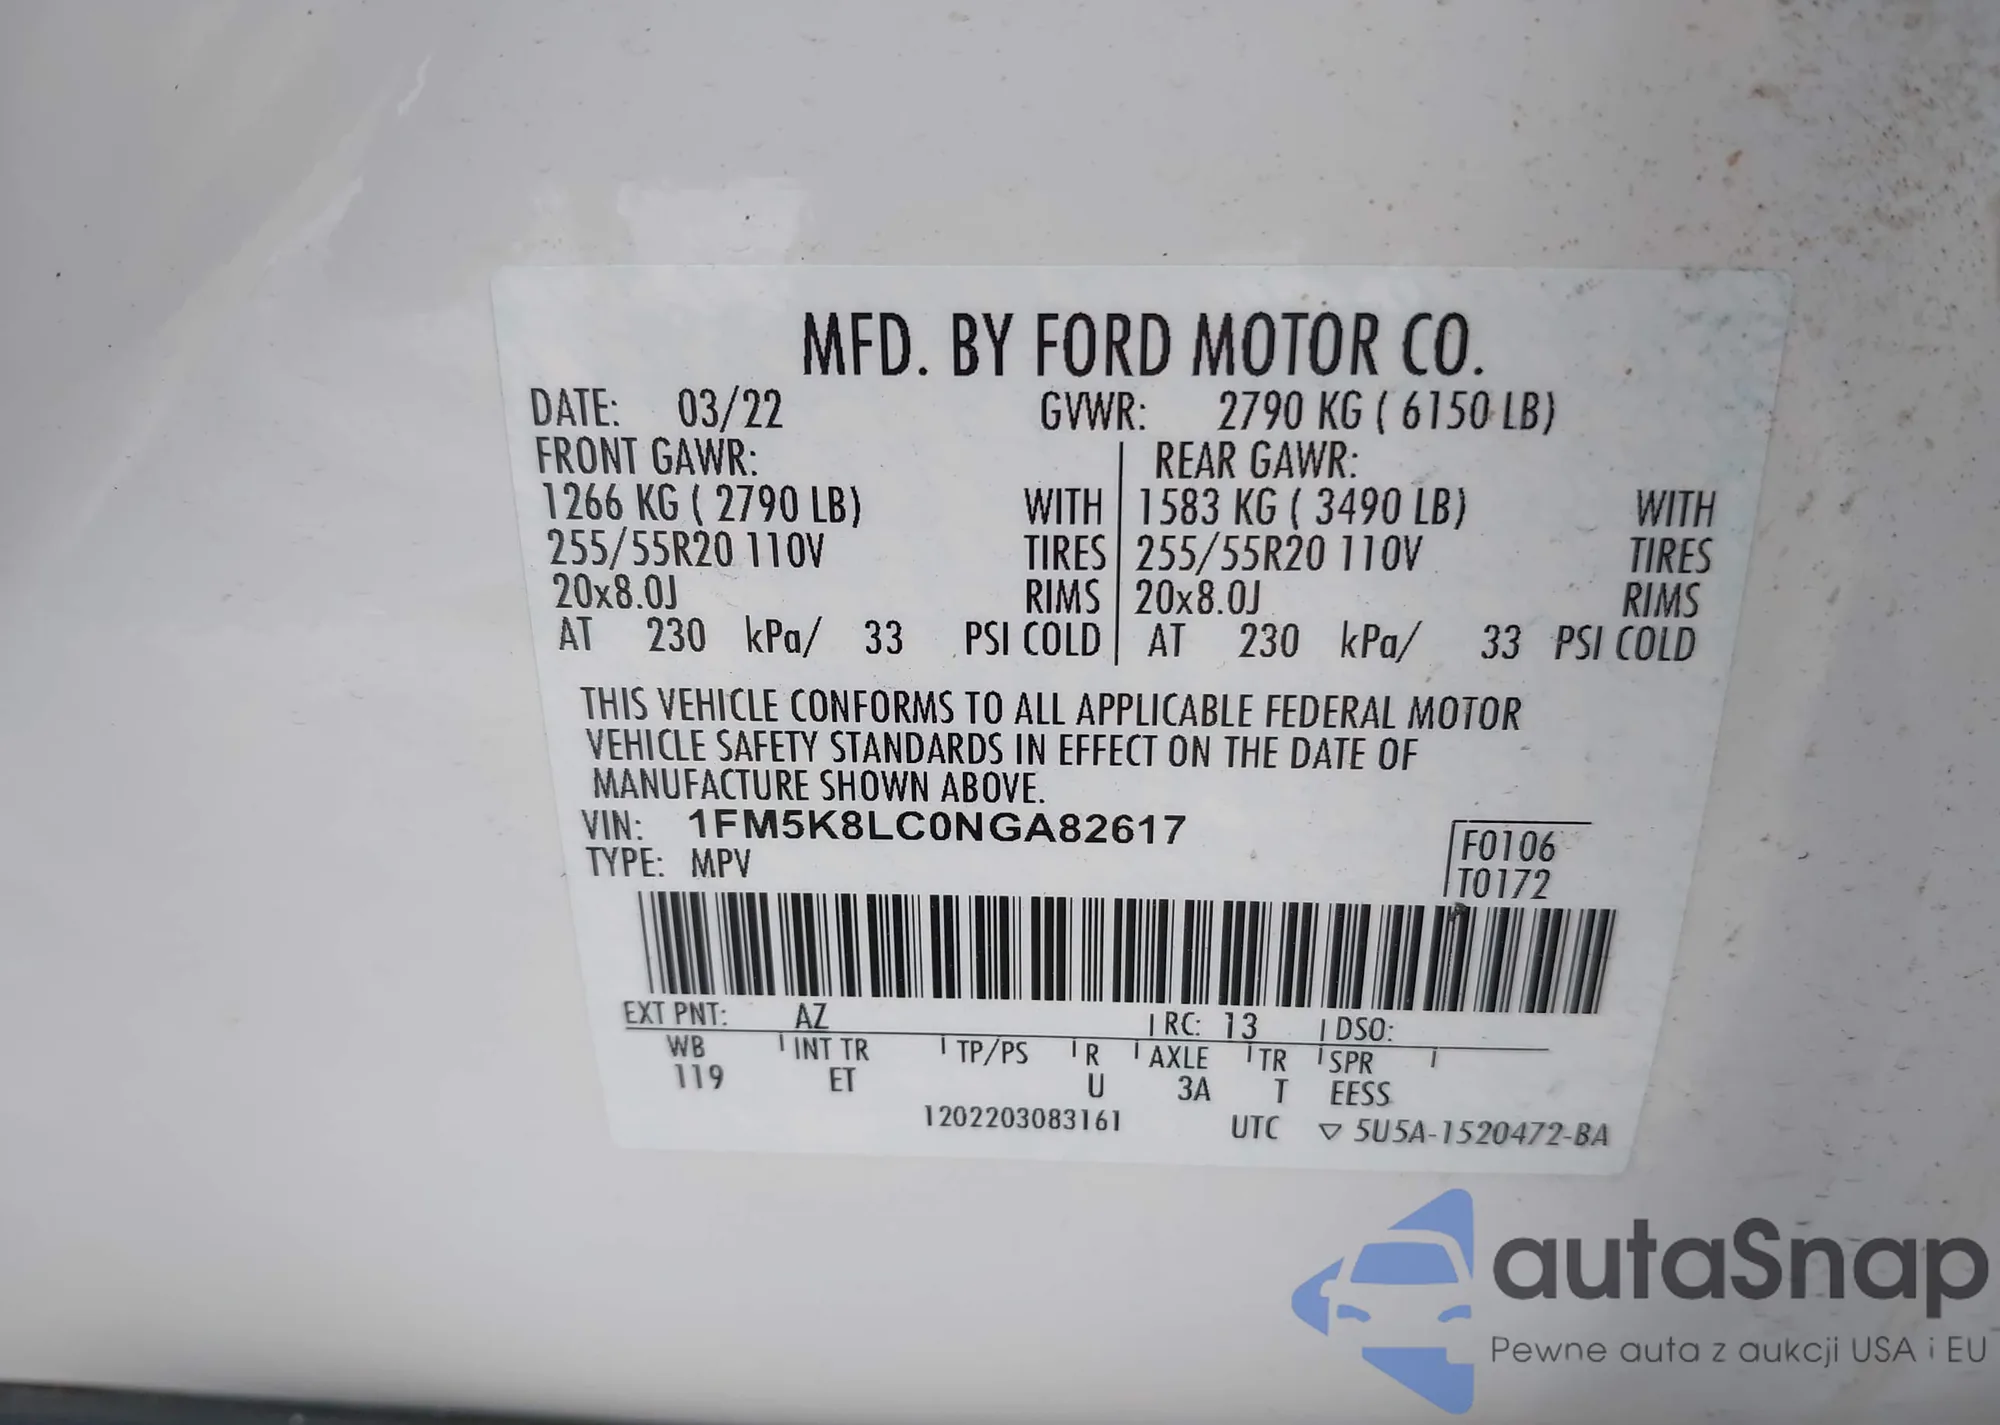 MFD. BY FORD MOTOR CO.
DATE: 03/22 GVWR: 2790 KG ( 6150 LB)
FRONT GAWR: REAR GAWR:
1266 KG ( 2790 LB) WITH 1583 KG ( 3490 LB) WITH
255/55R20 110V TIRES 255/55R20 110V TIRES
20x8.0J RIMS 20x8.0J RIMS
AT 230 kPa/ 33 PSI COLD AT 230 kPa/ 33 PSI COLD
THIS VEHICLE CONFORMS TO ALL APPLICABLE FEDERAL MOTOR
VEHICLE SAFETY STANDARDS IN EFFECT ON THE DATE OF
MANUFACTURE SHOWN ABOVE.
VIN: 1FM5K8LC0NGA82617
TYPE: MPV
F0106
T0172
EXT PNT: AZ RC: 13 DSO:
WB INT TR TP/PS R AXLE TR SPR
119 ET U 3A T EESS
1202203083161 UTC ▽ 5U5A-1520472-BA
autaSnap
Pewne auta z aukcji USA i EU